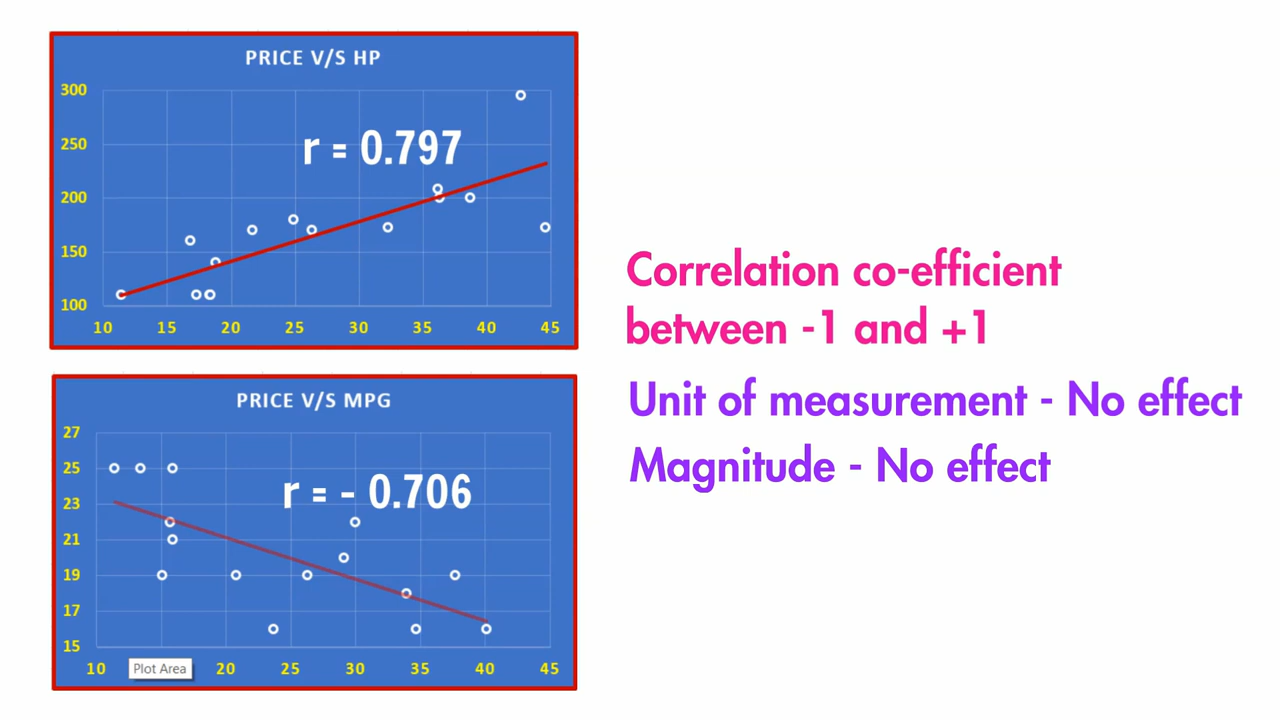 PRICE V/S HP
300
250
200
150
100
r = 0.797
10 15 20 25 30 35 40 45
PRICE V/S MPG
27
25
23
21
19
17
15
r = - 0.706
10 20 25 30 35 40 45
Plot Area
Correlation co-efficient
between -1 and +1
Unit of measurement - No effect
Magnitude - No effect